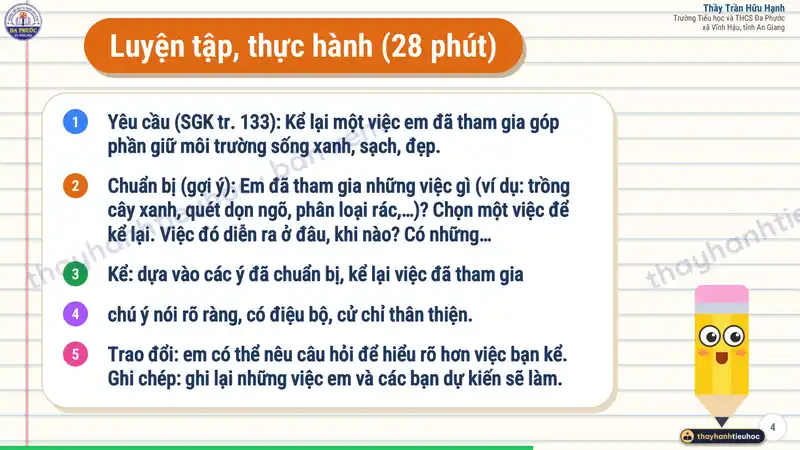 ĐA PHƯỚC
Thầy Trần Hữu Hạnh
Trường Tiểu học và THCS Đa Phước
xã Vĩnh Hậu, tỉnh An Giang
Luyện tập, thực hành (28 phút)
1 Yêu cầu (SGK tr. 133): Kể lại một việc em đã tham gia góp
phần giữ môi trường sống xanh, sạch, đẹp.
2 Chuẩn bị (gợi ý): Em đã tham gia những việc gì (ví dụ: trồng
cây xanh, quét dọn ngõ, phân loại rác,…)? Chọn một việc để
kể lại. Việc đó diễn ra ở đâu, khi nào? Có những…
3 Kể: dựa vào các ý đã chuẩn bị, kể lại việc đã tham gia
4 chú ý nói rõ ràng, có điệu bộ, cử chỉ thân thiện.
5 Trao đổi: em có thể nêu câu hỏi để hiểu rõ hơn việc bạn kể.
Ghi chép: ghi lại những việc em và các bạn dự kiến sẽ làm.
thayhanhtieuhoc
4